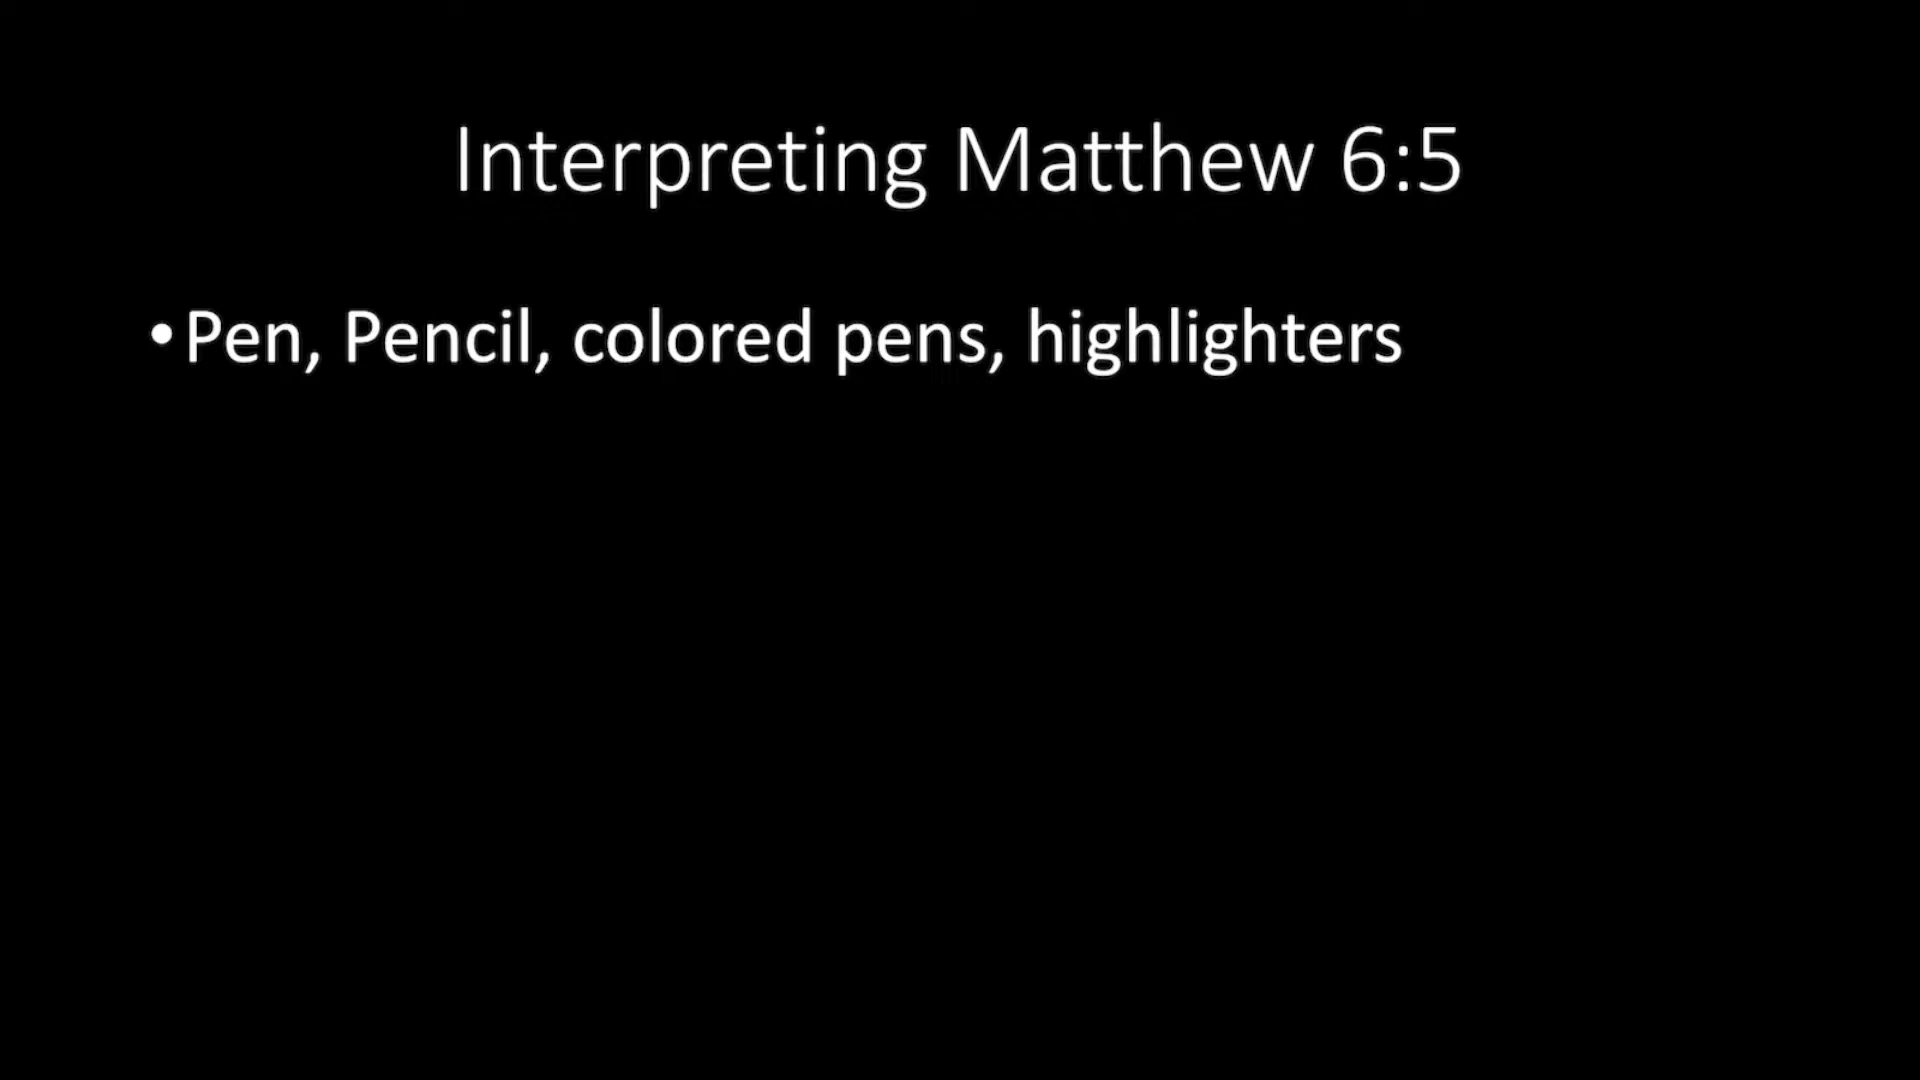 Interpreting Matthew 6:5
•Pen, Pencil, colored pens, highlighters